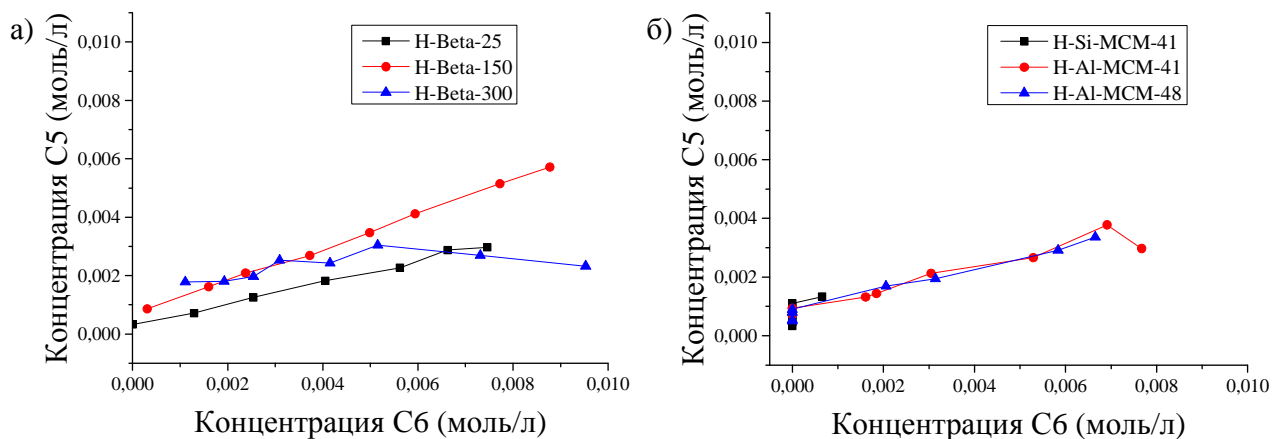 а)
0,010
0,008
0,006
0,004
0,002
0,000
Концентрация С5 (моль/л)
H-Beta-25
H-Beta-150
H-Beta-300
0,000 0,002 0,004 0,006 0,008 0,010
Концентрация С6 (моль/л)
б)
0,010
0,008
0,006
0,004
0,002
0,000
Концентрация С5 (моль/л)
H-Si-MCM-41
H-Al-MCM-41
H-Al-MCM-48
0,000 0,002 0,004 0,006 0,008 0,010
Концентрация С6 (моль/л)